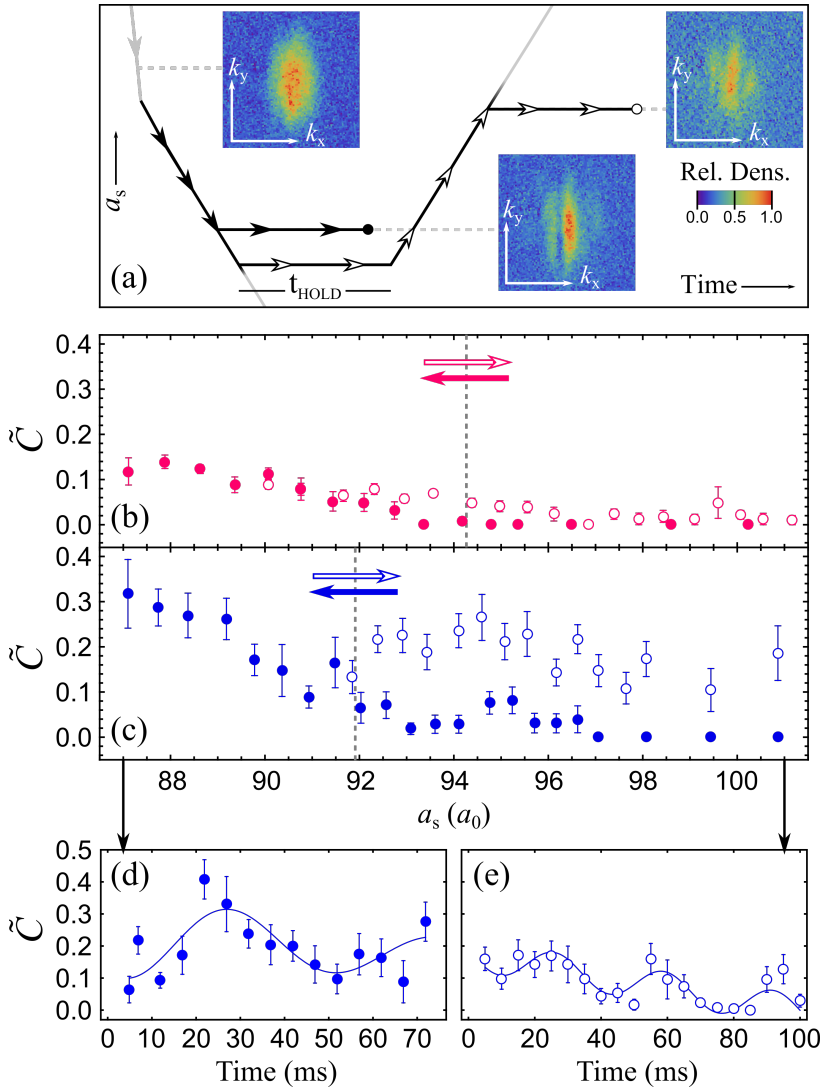 k_y
k_x
k_y
k_x
k_y
k_x
a_s
Rel. Dens.
0.0 0.5 1.0
(a)
t_HOLD
Time
0.4
0.3
0.2
0.1
0.0
C̃
(b)
0.3
0.2
0.1
0.0
C̃
(c)
88 90 92 94 96 98 100
a_s (a_0)
0.5
0.4
0.3
0.2
0.1
0.0
C̃
(d)
0 10 20 30 40 50 60 70
Time (ms)
(e)
0 20 40 60 80 100
Time (ms)